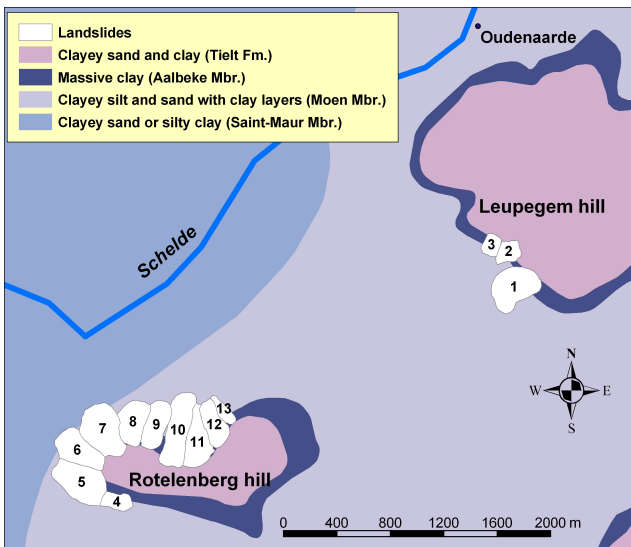 Landslides
Clayey sand and clay (Tielt Fm.)
Massive clay (Aalbeke Mbr.)
Clayey silt and sand with clay layers (Moen Mbr.)
Clayey sand or silty clay (Saint-Maur Mbr.)
Oudenaarde
Leupegem hill
Schelde
3
2
1
N
W E
S
13
7
8
9
10
12
11
6
5
4
Rotelenberg hill
0 400 800 1200 1600 2000 m